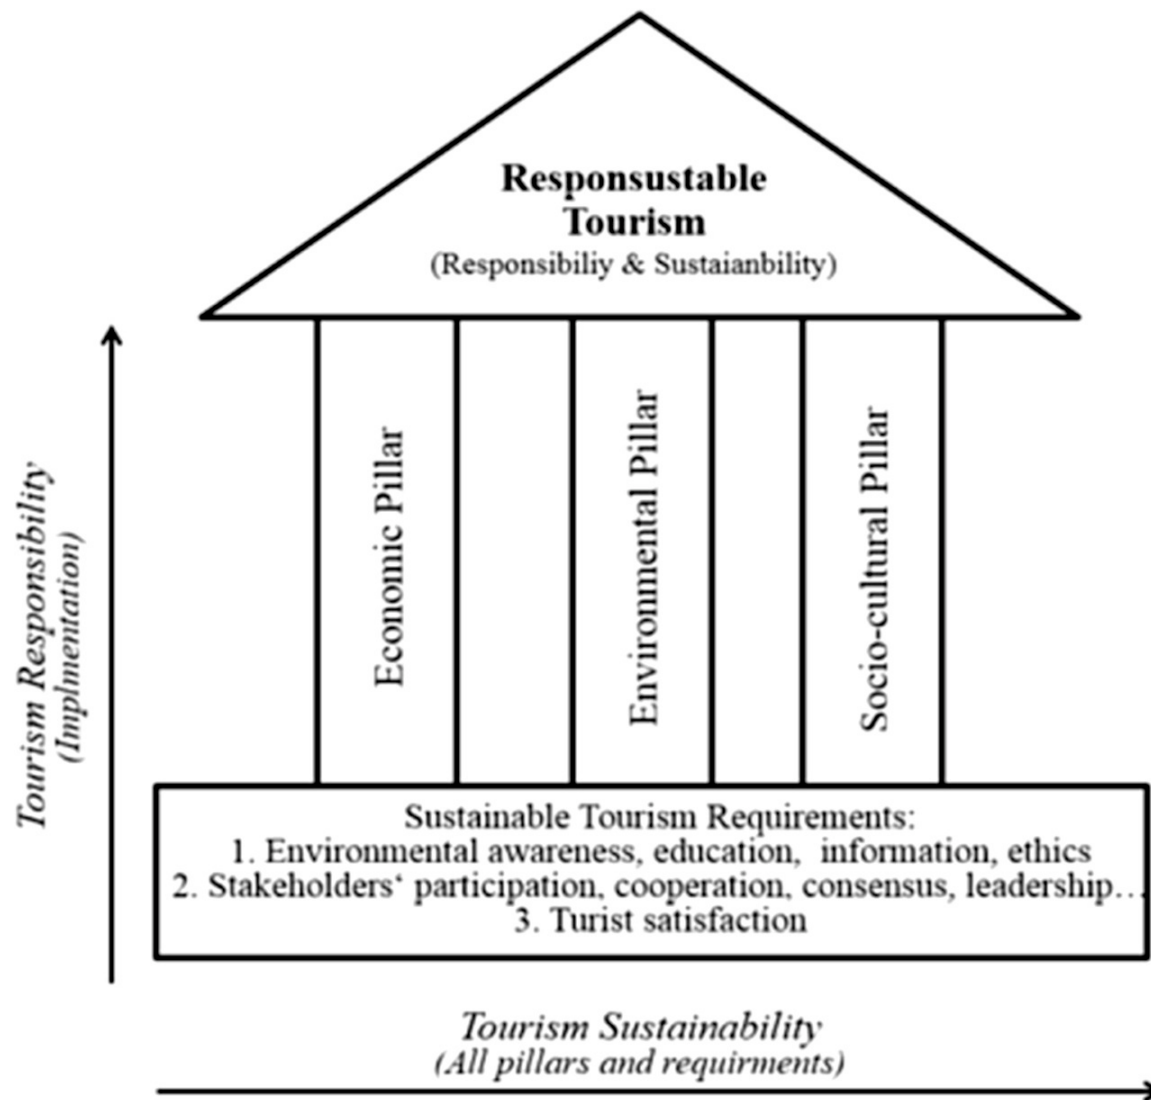 Responsustable
Tourism
(Responsibiliy & Sustaianbility)
Economic Pillar
Environmental Pillar
Socio-cultural Pillar
Tourism Responsibility
(Implmentation)
Sustainable Tourism Requirements:
1. Environmental awareness, education, information, ethics
2. Stakeholders‘ participation, cooperation, consensus, leadership…
3. Turist satisfaction
Tourism Sustainability
(All pillars and requirments)